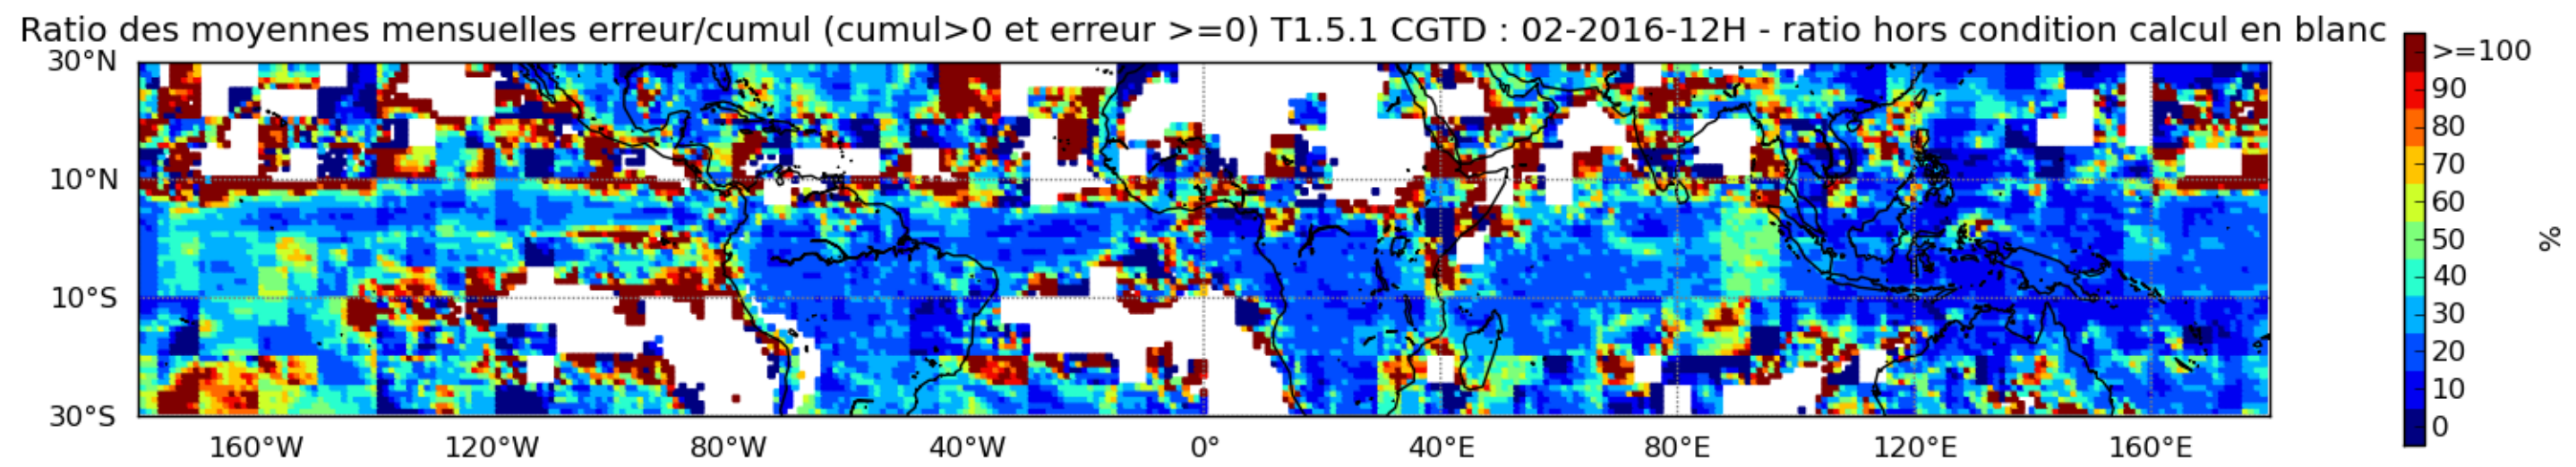 Ratio des moyennes mensuelles erreur/cumul (cumul>0 et erreur >=0) T1.5.1 CGTD : 02-2016-12H - ratio hors condition calcul en blanc
30°N
10°N
10°S
30°S
160°W 120°W 80°W 40°W 0° 40°E 80°E 120°E 160°E
>=100
90
80
70
60
50
40
30
20
10
0
%